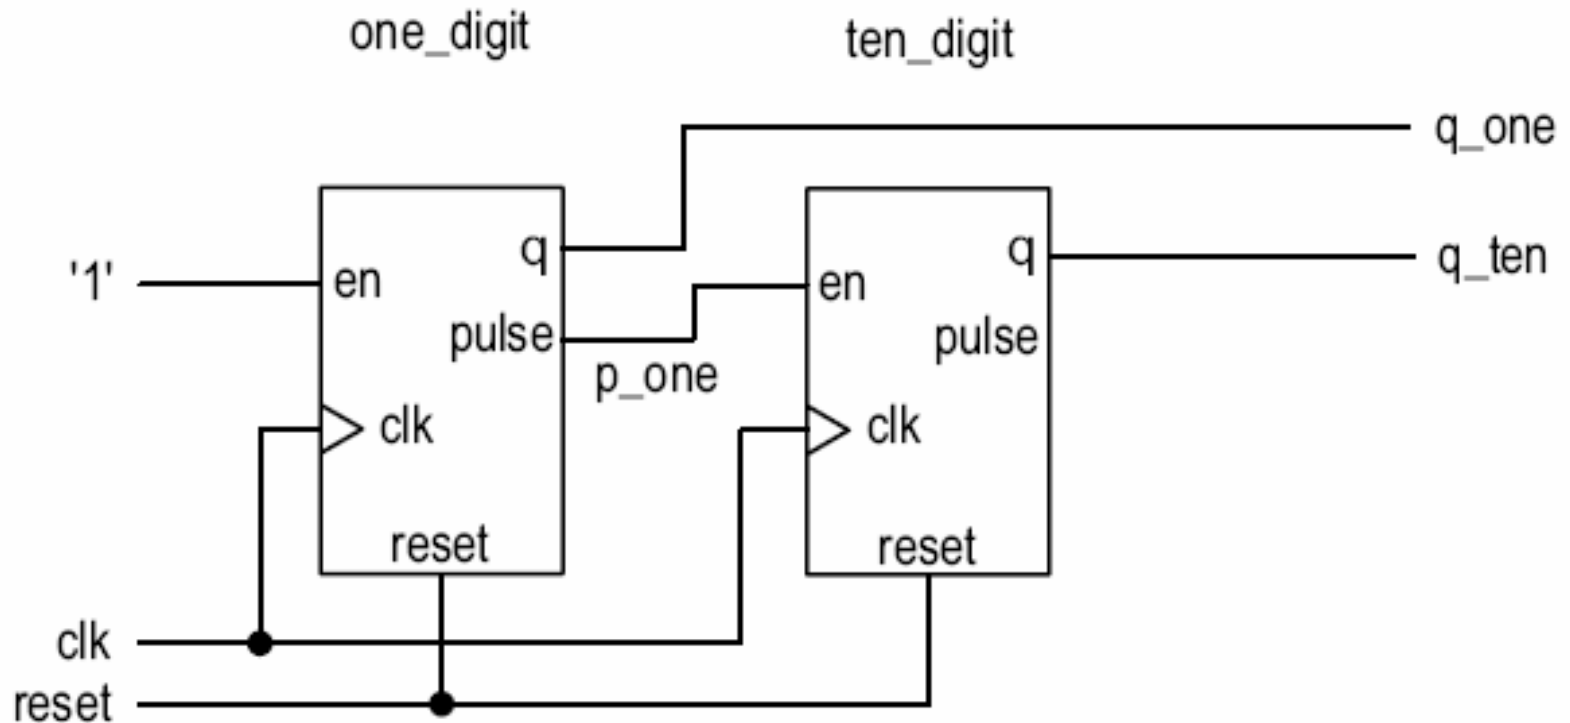 one_digit
ten_digit
q_one
q
q
q_ten
'1'
en
en
pulse
pulse
p_one
clk
clk
reset
reset
clk
reset